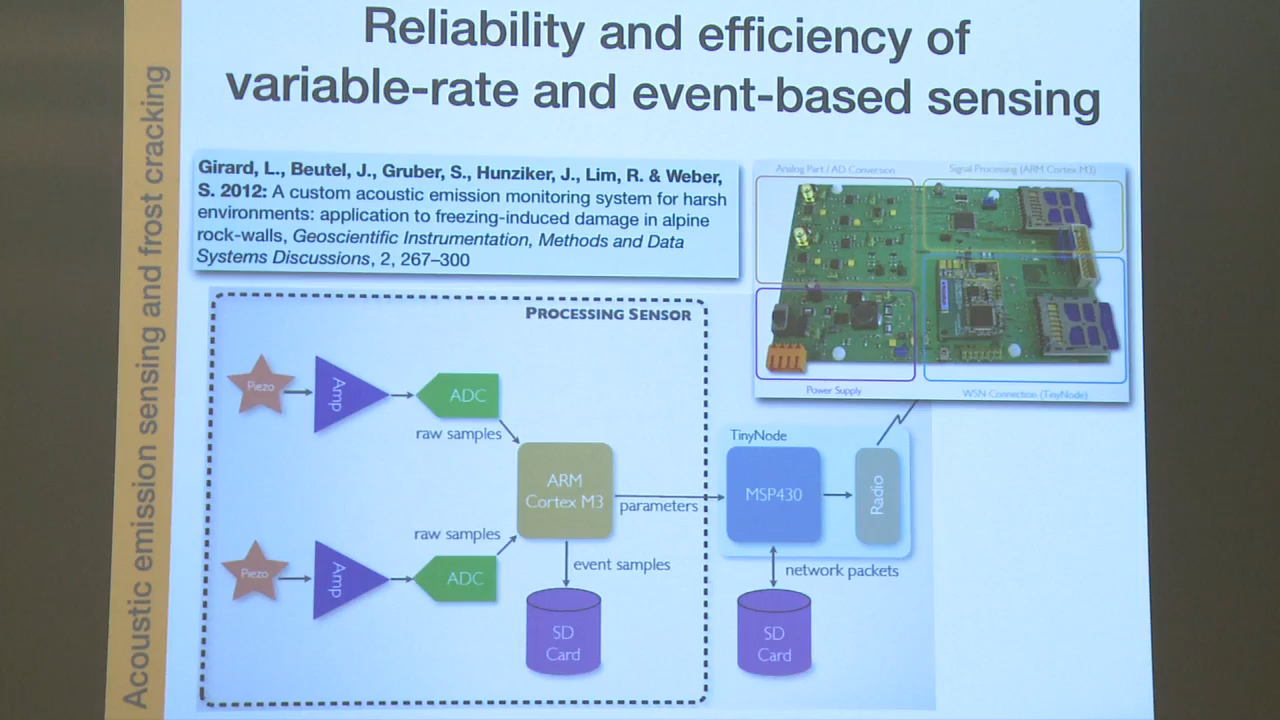 Reliability and efficiency of
variable-rate and event-based sensing
Acoustic emission sensing and frost cracking
Girard, L., Beutel, J., Gruber, S., Hunziker, J., Lim, R. & Weber,
S. 2012: A custom acoustic emission monitoring system for harsh
environments: application to freezing-induced damage in alpine
rock-walls, Geoscientific Instrumentation, Methods and Data
Systems Discussions, 2, 267–300
Analog Part / AD Conversion
Signal Processing (ARM Cortex M3)
Power Supply
WSN Connection (TinyNode)
PROCESSING SENSOR
Piezo
Amp
ADC
raw samples
ARM
Cortex M3
parameters
TinyNode
MSP430
Radio
raw samples
Piezo
Amp
ADC
event samples
network packets
SD
Card
SD
Card